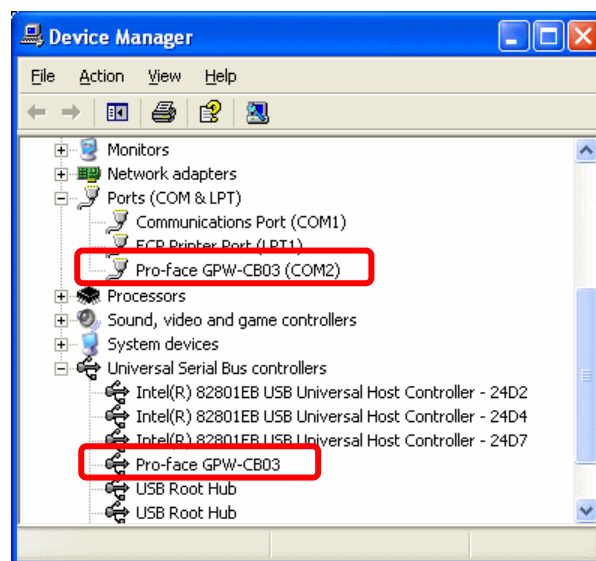 Device Manager
File Action View Help
Monitors
Network adapters
Ports (COM & LPT)
Communications Port (COM1)
ECP Printer Port (LPT1)
Pro-face GPW-CB03 (COM2)
Processors
Sound, video and game controllers
System devices
Universal Serial Bus controllers
Intel(R) 82801EB USB Universal Host Controller - 24D2
Intel(R) 82801EB USB Universal Host Controller - 24D4
Intel(R) 82801EB USB Universal Host Controller - 24D7
Pro-face GPW-CB03
USB Root Hub
USB Root Hub